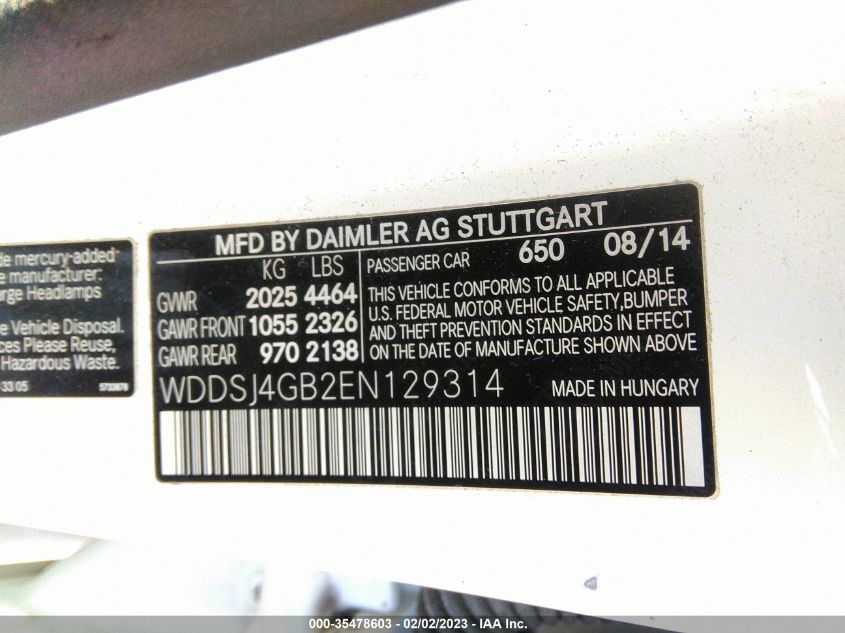 de mercury-added
e manufacturer:
arge Headlamps
e Vehicle Disposal.
ces Please Reuse,
Hazardous Waste.
33 05
MFD BY DAIMLER AG STUTTGART
KG LBS
GVWR 2025 4464
GAWR FRONT 1055 2326
GAWR REAR 970 2138
PASSENGER CAR 650 08/14
THIS VEHICLE CONFORMS TO ALL APPLICABLE
U.S. FEDERAL MOTOR VEHICLE SAFETY, BUMPER
AND THEFT PREVENTION STANDARDS IN EFFECT
ON THE DATE OF MANUFACTURE SHOWN ABOVE
WDDSJ4GB2EN129314 MADE IN HUNGARY
000-35478603 - 02/02/2023 - IAA Inc.